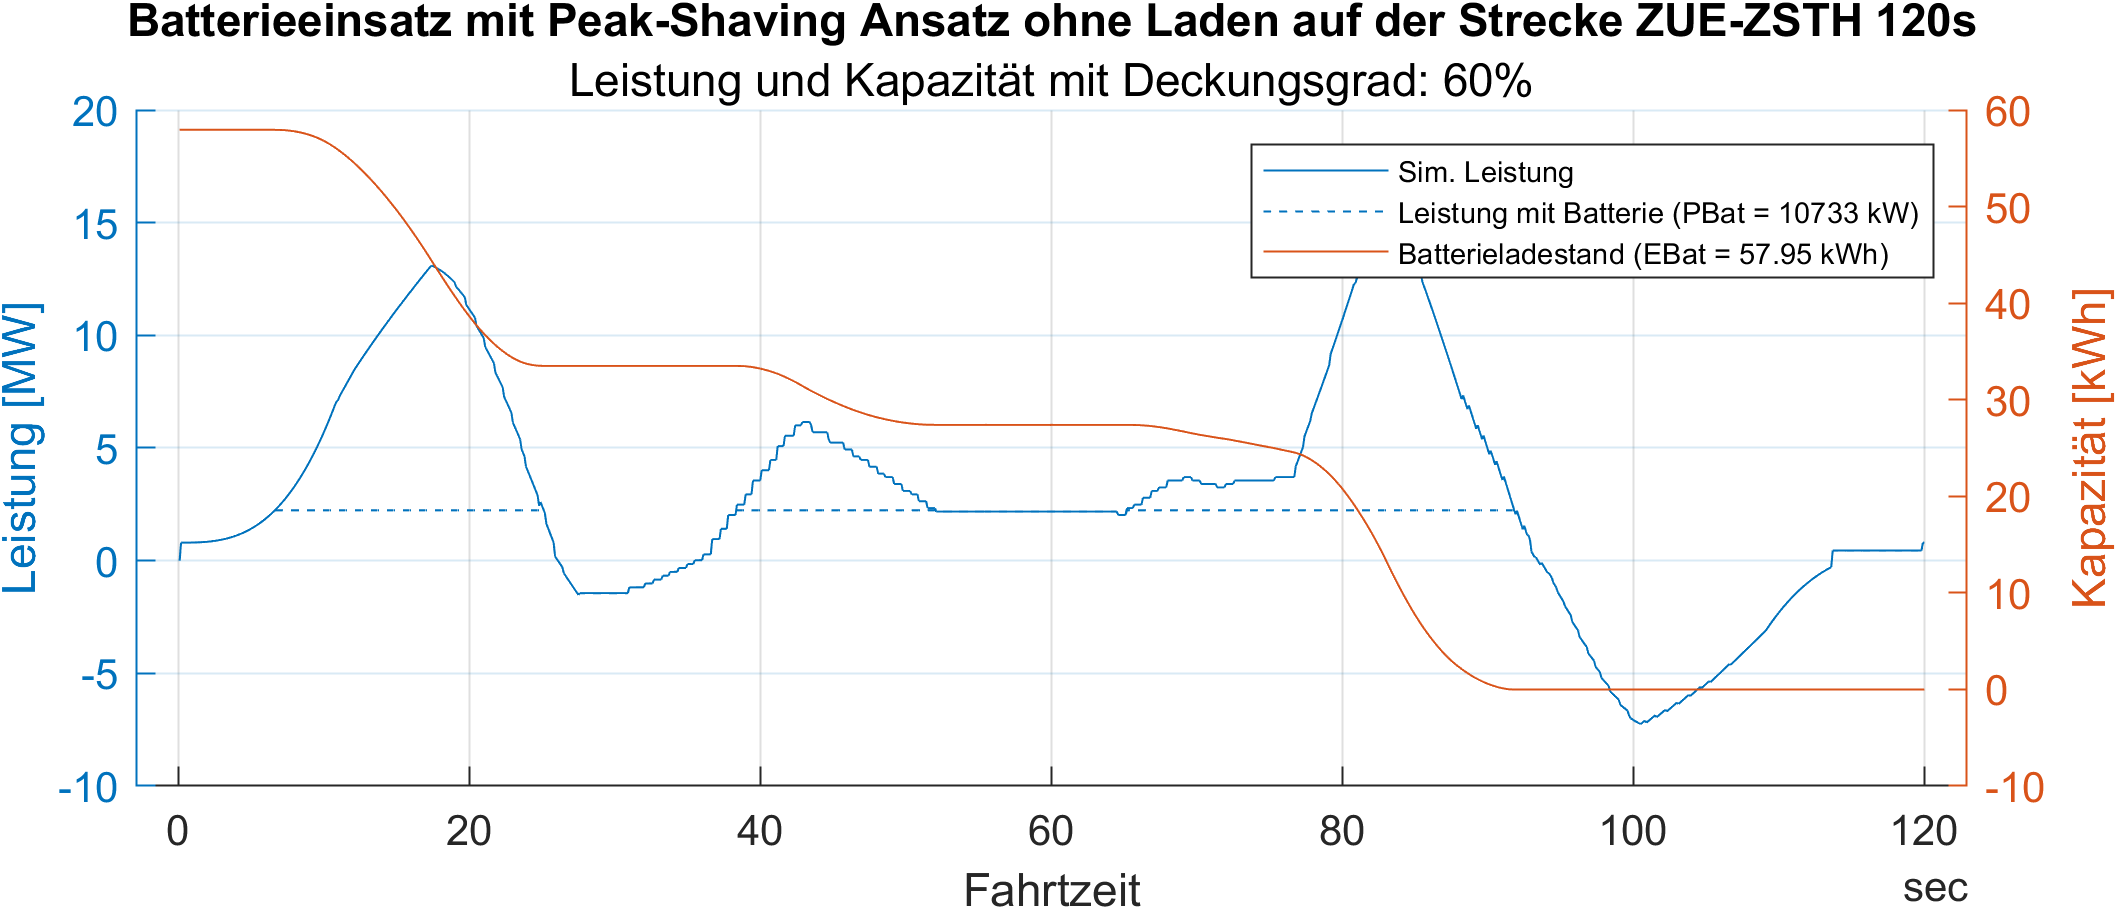 Batterieeinsatz mit Peak-Shaving Ansatz ohne Laden auf der Strecke ZUE-ZSTH 120s
Leistung und Kapazität mit Deckungsgrad: 60%
20
15
10
5
0
-5
-10
Leistung [MW]
Sim. Leistung
Leistung mit Batterie (PBat = 10733 kW)
Batterieladestand (EBat = 57.95 kWh)
60
50
40
30
20
10
0
-10
Kapazität [kWh]
0 20 40 60 80 100 120
Fahrtzeit
sec